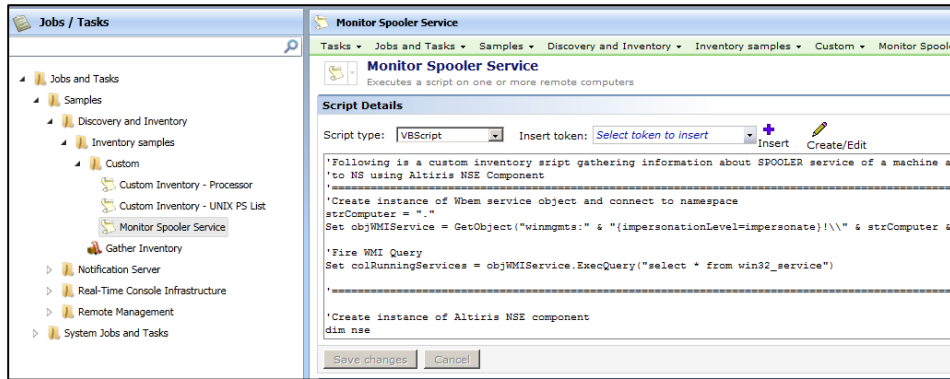 Jobs / Tasks
Jobs and Tasks
Samples
Discovery and Inventory
Inventory samples
Custom
Custom Inventory - Processor
Custom Inventory - UNIX PS List
Monitor Spooler Service
Gather Inventory
Notification Server
Real-Time Console Infrastructure
Remote Management
System Jobs and Tasks
Monitor Spooler Service
Tasks Jobs and Tasks Samples Discovery and Inventory Inventory samples Custom Monitor Spool
Monitor Spooler Service
Executes a script on one or more remote computers
Script Details
Script type: VBScript Insert token: Select token to insert Insert Create/Edit
'Following is a custom inventory sript gathering information about SPOOLER service of a machine a
'to NS using Altiris NSE Component
'==============================================================================================
'Create instance of Wbem service object and connect to namespace
strComputer = "."
Set objWMIService = GetObject("winmgmts:" & "{impersonationLevel=impersonate}!\\" & strComputer &
'Fire WMI Query
Set colRunningServices = objWMIService.ExecQuery("select * from win32_service")
'==============================================================================================
'Create instance of Altiris NSE component
dim nse
Save changes Cancel